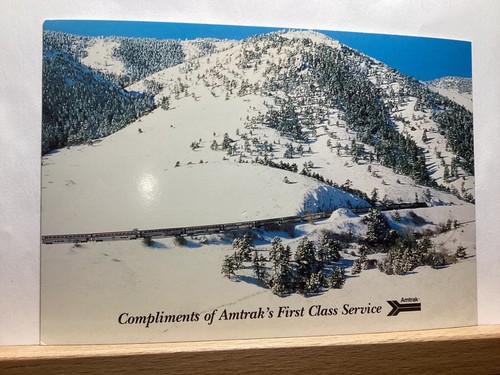 Compliments of Amtrak's First Class Service
Amtrak